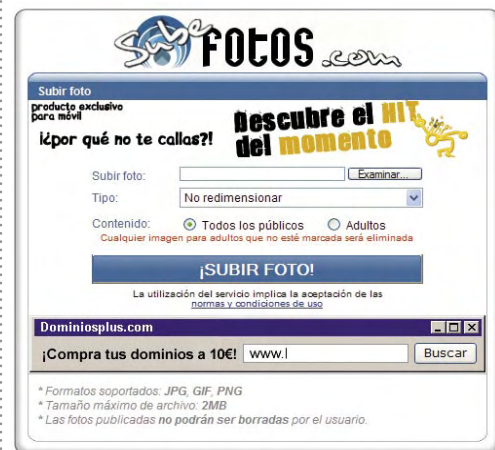 SubeFotos.com
Subir foto
producto exclusivo
para móvil
¡¿por qué no te callas?!
Descubre el HIT
del momento
Subir foto:
Examinar...
Tipo: No redimensionar
Contenido: Todos los públicos Adultos
Cualquier imagen para adultos que no esté marcada será eliminada
¡SUBIR FOTO!
La utilización del servicio implica la aceptación de las
normas y condiciones de uso
Dominiosplus.com
¡Compra tus dominios a 10€! www. Buscar
* Formatos soportados: JPG, GIF, PNG
* Tamaño máximo de archivo: 2MB
* Las fotos publicadas no podrán ser borradas por el usuario.